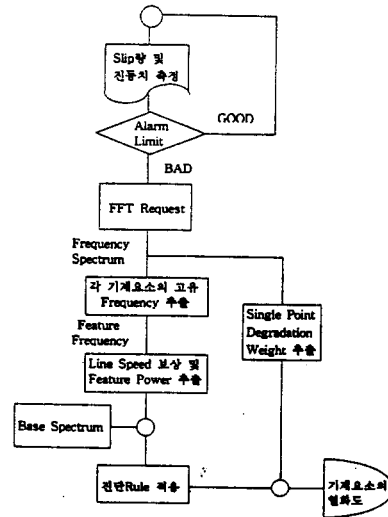 Slip량 및
진동치 측정
GOOD
Alarm
Limit
BAD
FFT Request
Frequency
Spectrum
각 기계요소의 고유
Frequency 추출
Single Point
Degradation
Weight 추출
Feature
Frequency
Line Speed 보상 및
Feature Power 추출
Base Spectrum
진단Rule 적용
기계요소의
열화도